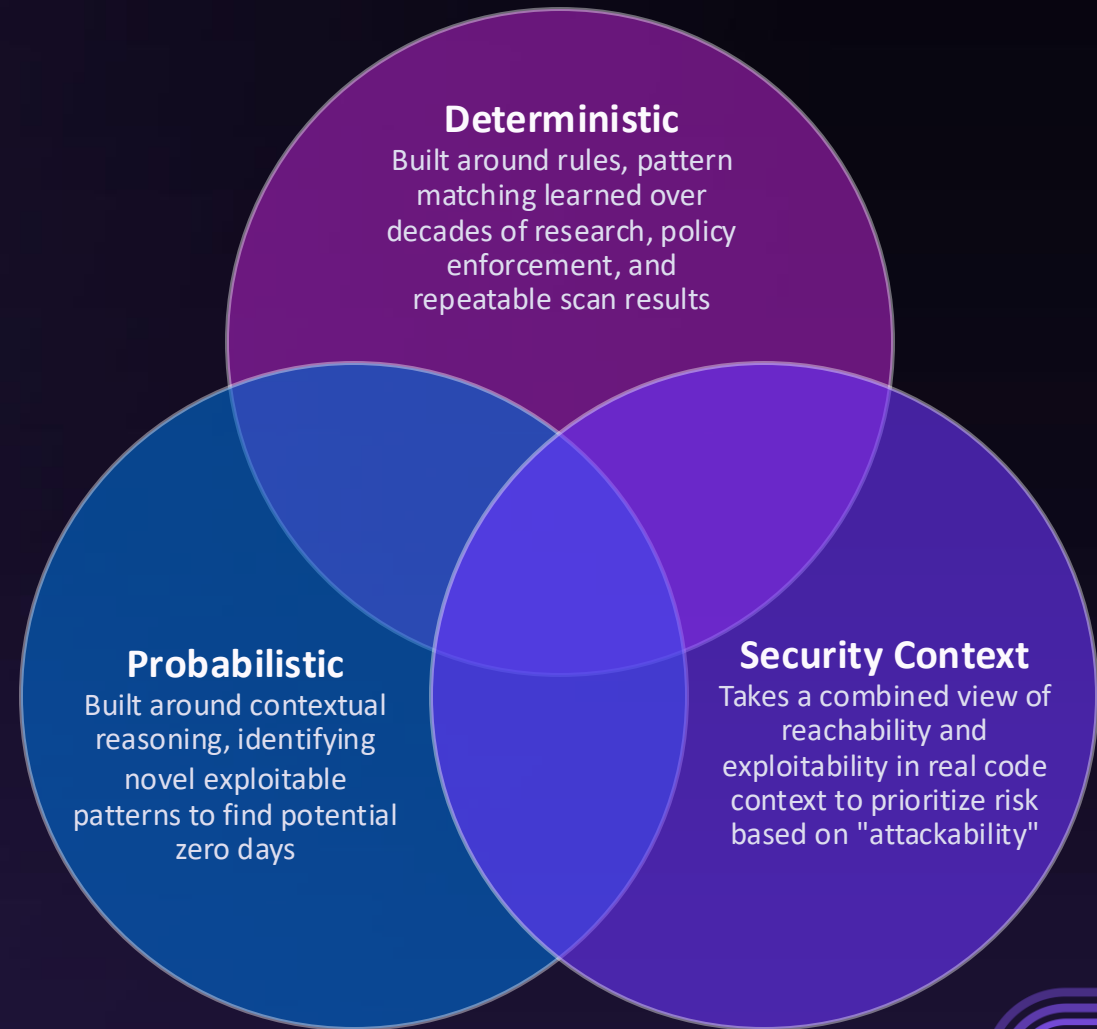 Deterministic
Built around rules, pattern
matching learned over
decades of research, policy
enforcement, and
repeatable scan results
Probabilistic
Built around contextual
reasoning, identifying
novel exploitable
patterns to find potential
zero days
Security Context
Takes a combined view of
reachability and
exploitability in real code
context to prioritize risk
based on "attackability"